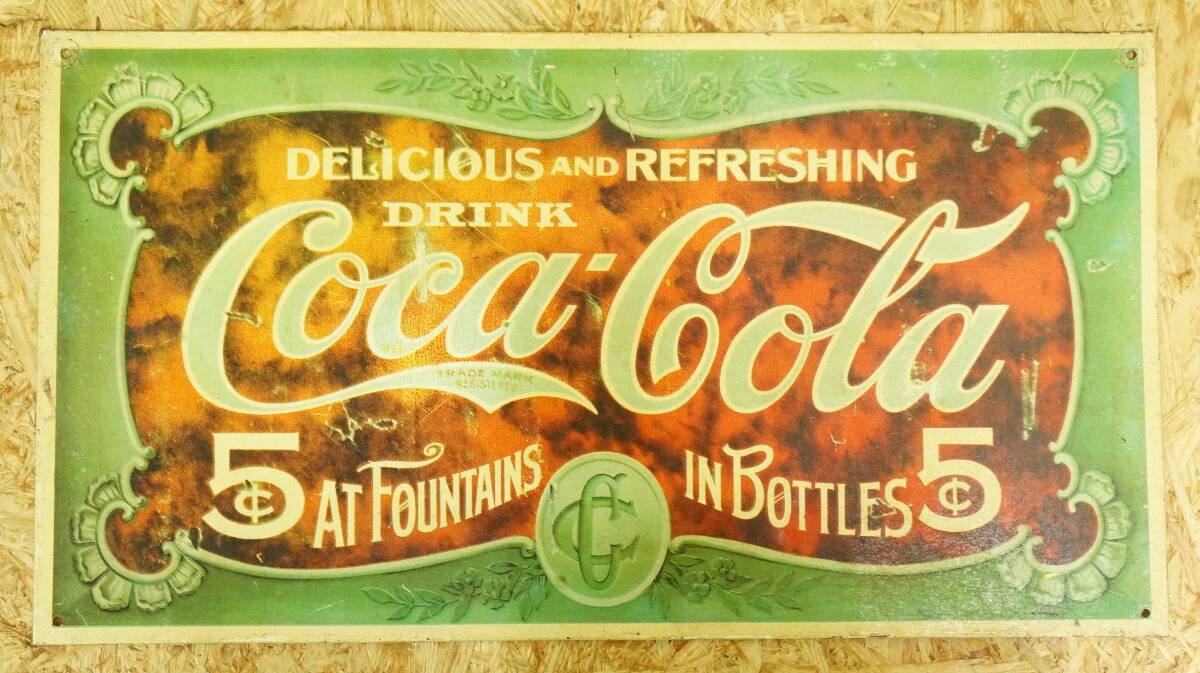 DELICIOUS AND REFRESHING
DRINK
Coca-Cola
TRADE MARK
REGISTERED
5¢ AT FOUNTAINS
IN BOTTLES 5¢
CC